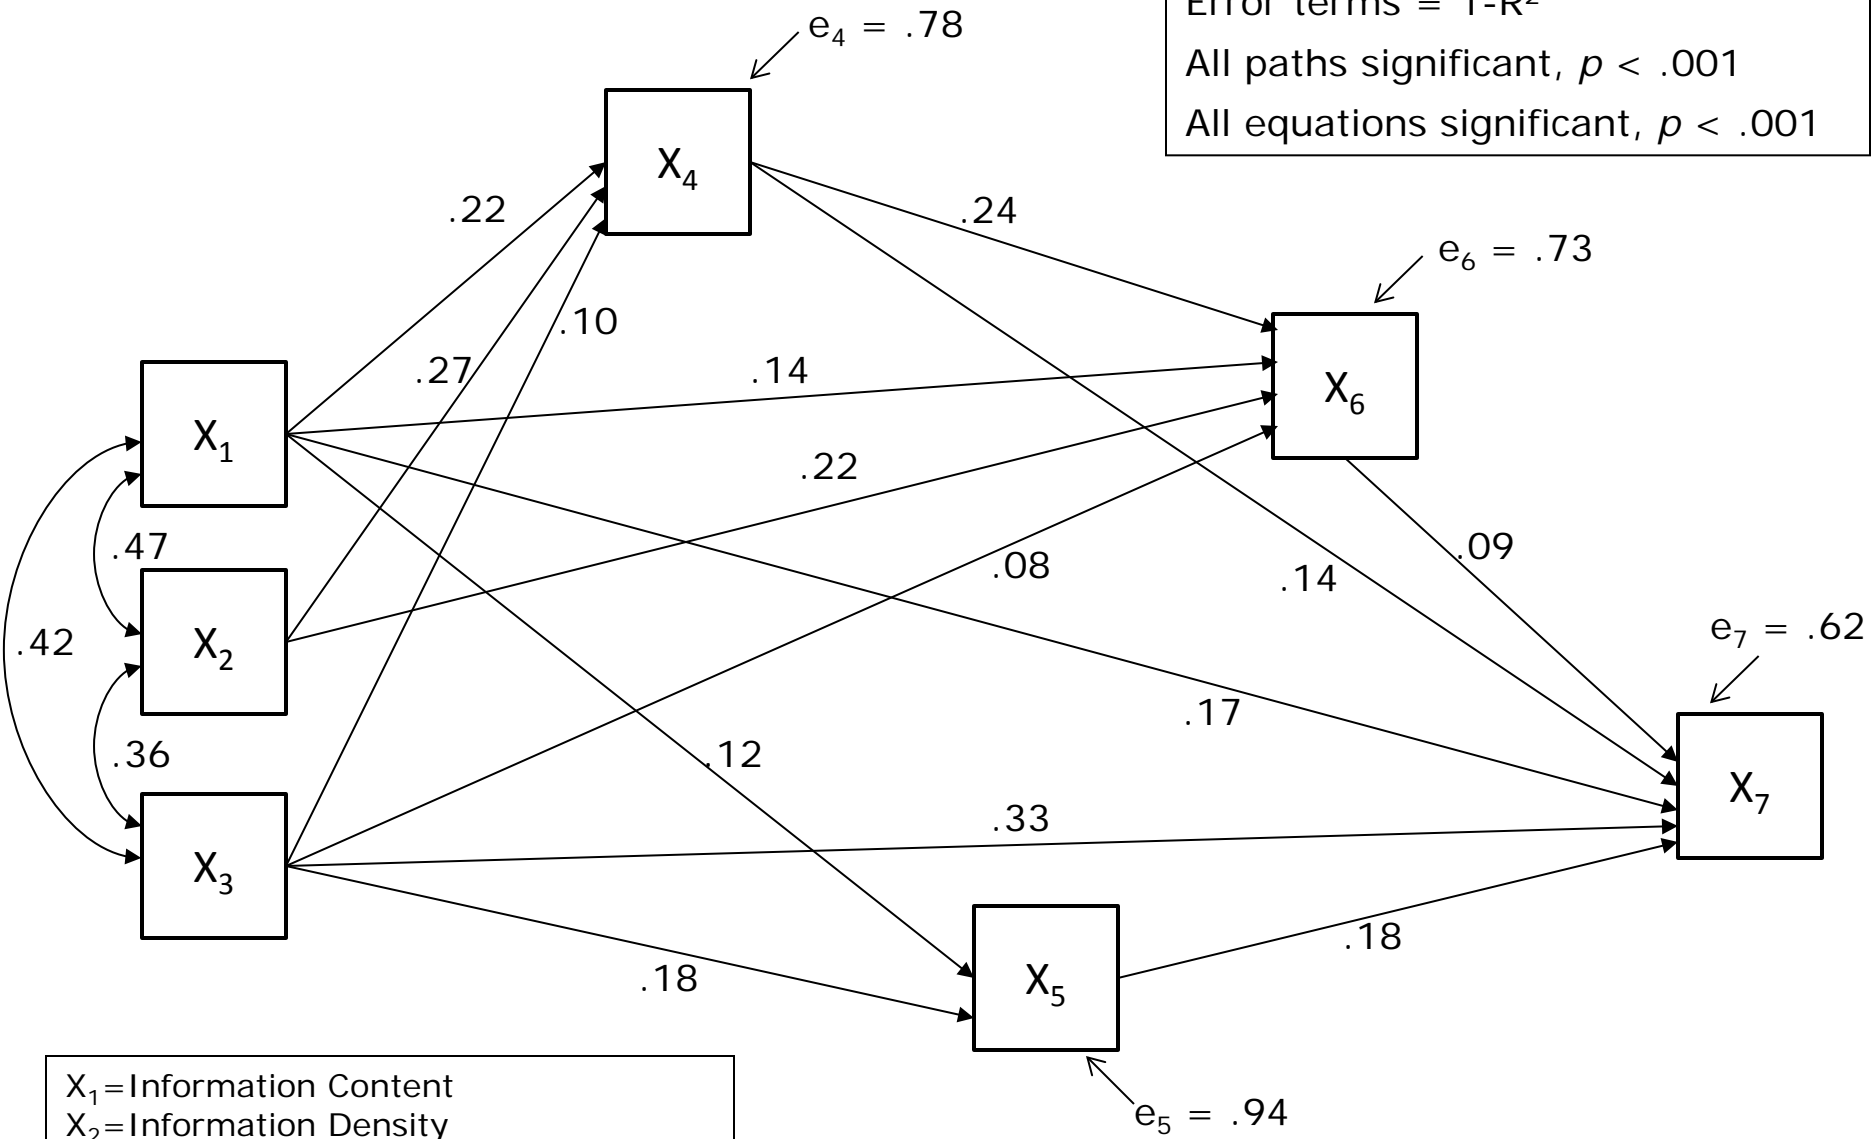 e₄ = .78
Error terms = 1-R²
All paths significant, p < .001
All equations significant, p < .001
X₄
.22
.24
e₆ = .73
.10
.27
.14
X₆
X₁
.22
.47
.08
.09
.14
.42
X₂
e₇ = .62
.17
.36
.12
X₇
.33
X₃
.18
.18
X₅
X₁=Information Content
X₂=Information Density
e₅ = .94